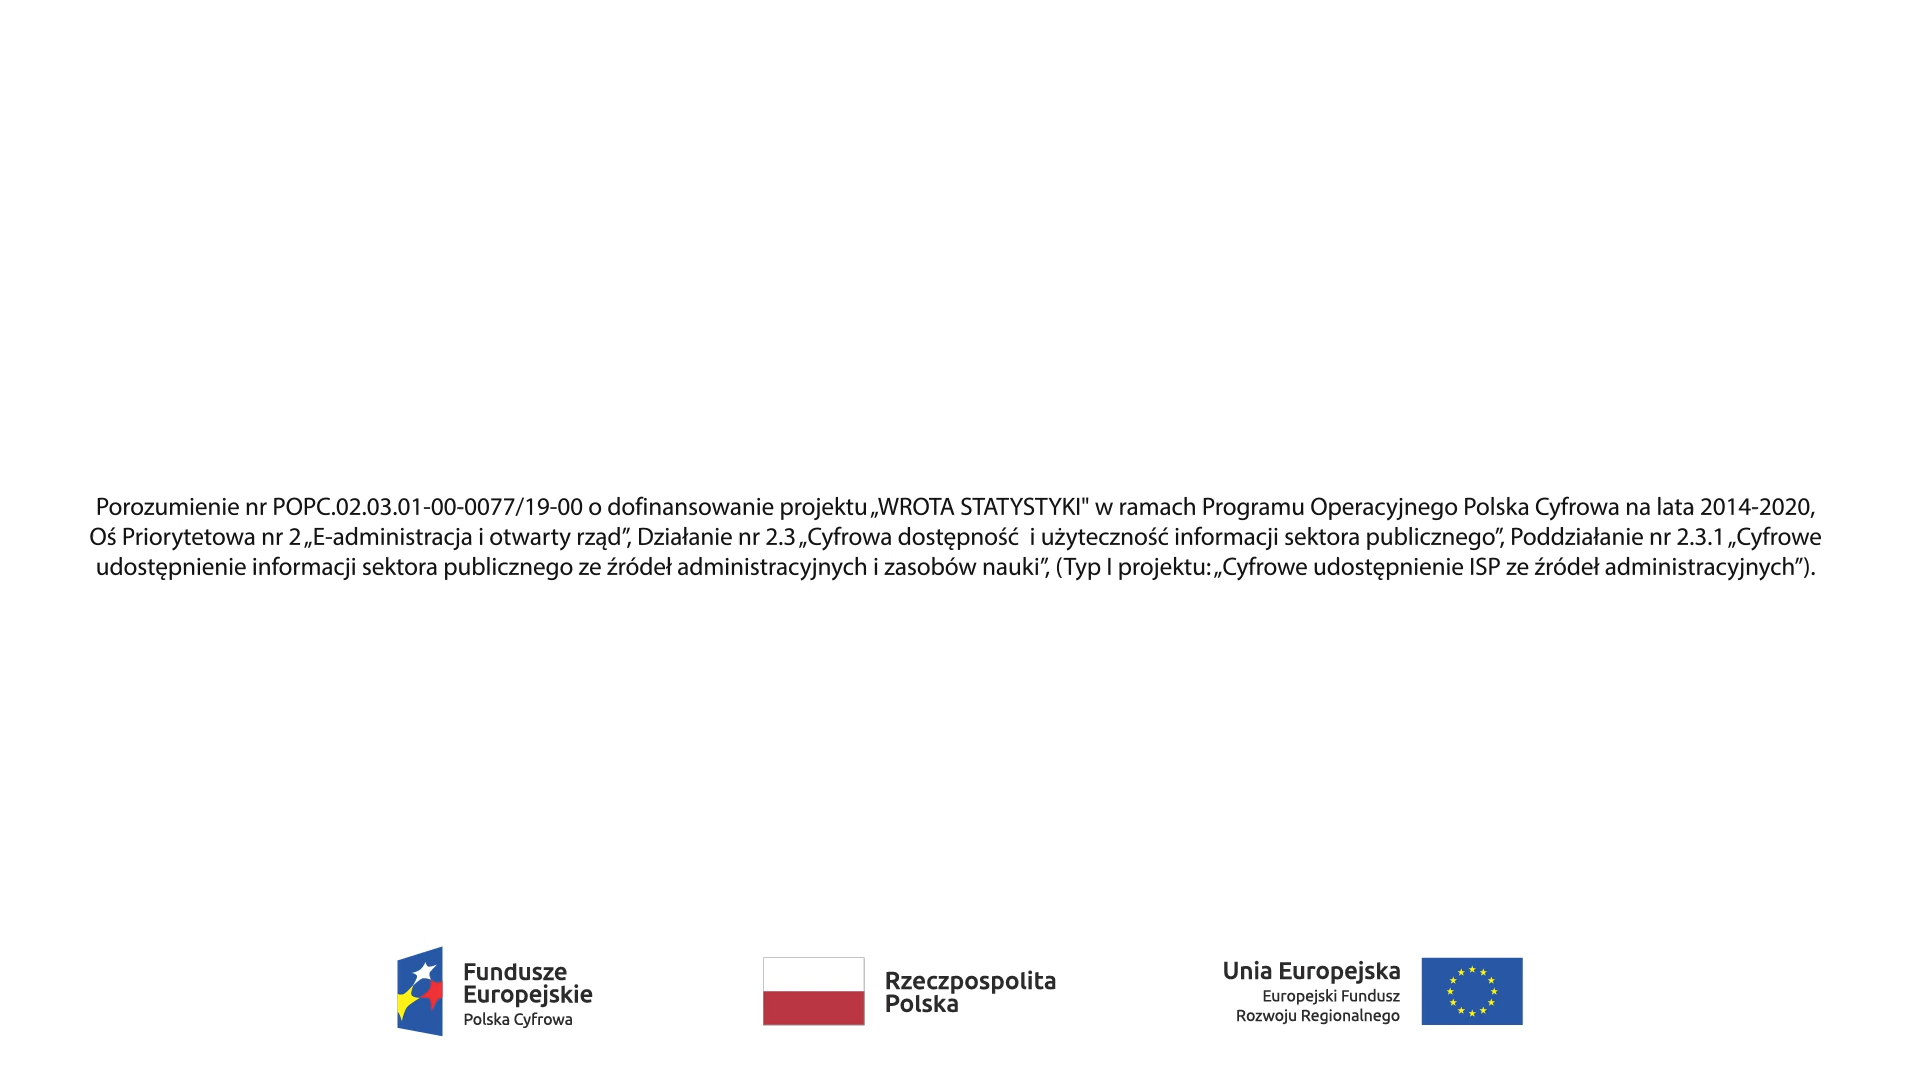 Porozumienie nr POPC.02.03.01-00-0077/19-00 o dofinansowanie projektu „WROTA STATYSTYKI" w ramach Programu Operacyjnego Polska Cyfrowa na lata 2014-2020,
Oś Priorytetowa nr 2 „E-administracja i otwarty rząd”, Działanie nr 2.3 „Cyfrowa dostępność  i użyteczność informacji sektora publicznego”, Poddziałanie nr 2.3.1 „Cyfrowe
udostępnienie informacji sektora publicznego ze źródeł administracyjnych i zasobów nauki”, (Typ I projektu: „Cyfrowe udostępnienie ISP ze źródeł administracyjnych”).
Fundusze
Europejskie
Polska Cyfrowa
Rzeczpospolita
Polska
Unia Europejska
Europejski Fundusz
Rozwoju Regionalnego